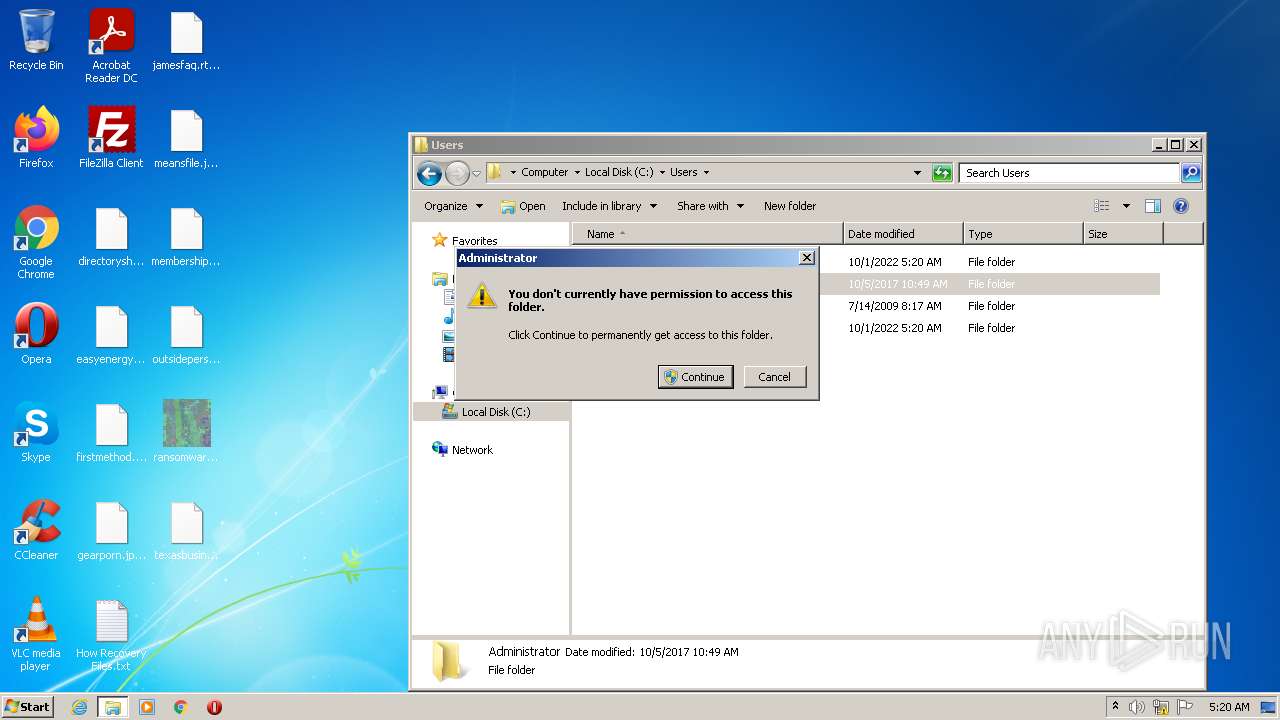 Recycle Bin
Acrobat
Reader DC
jamesfaq.rt...
Firefox
FileZilla Client
meansfile.j...
Google
Chrome
directorysh...
membership...
Opera
easyenergy...
outsidepers...
Skype
firstmethod....
ransomwar...
CCleaner
gearporn.jp...
texasbusin...
VLC media
player
How Recovery
Files.txt
Users
Computer
Local Disk (C:)
Users
Search Users
Organize
Open
Include in library
Share with
New folder
Favorites
Name
Date modified
Type
Size
10/1/2022 5:20 AM
File folder
10/5/2017 10:49 AM
File folder
7/14/2009 8:17 AM
File folder
10/1/2022 5:20 AM
File folder
Administrator
You don't currently have permission to access this
folder.
Click Continue to permanently get access to this folder.
Continue
Cancel
Local Disk (C:)
Network
Administrator Date modified: 10/5/2017 10:49 AM
File folder
ANY RUN
Start
5:20 AM